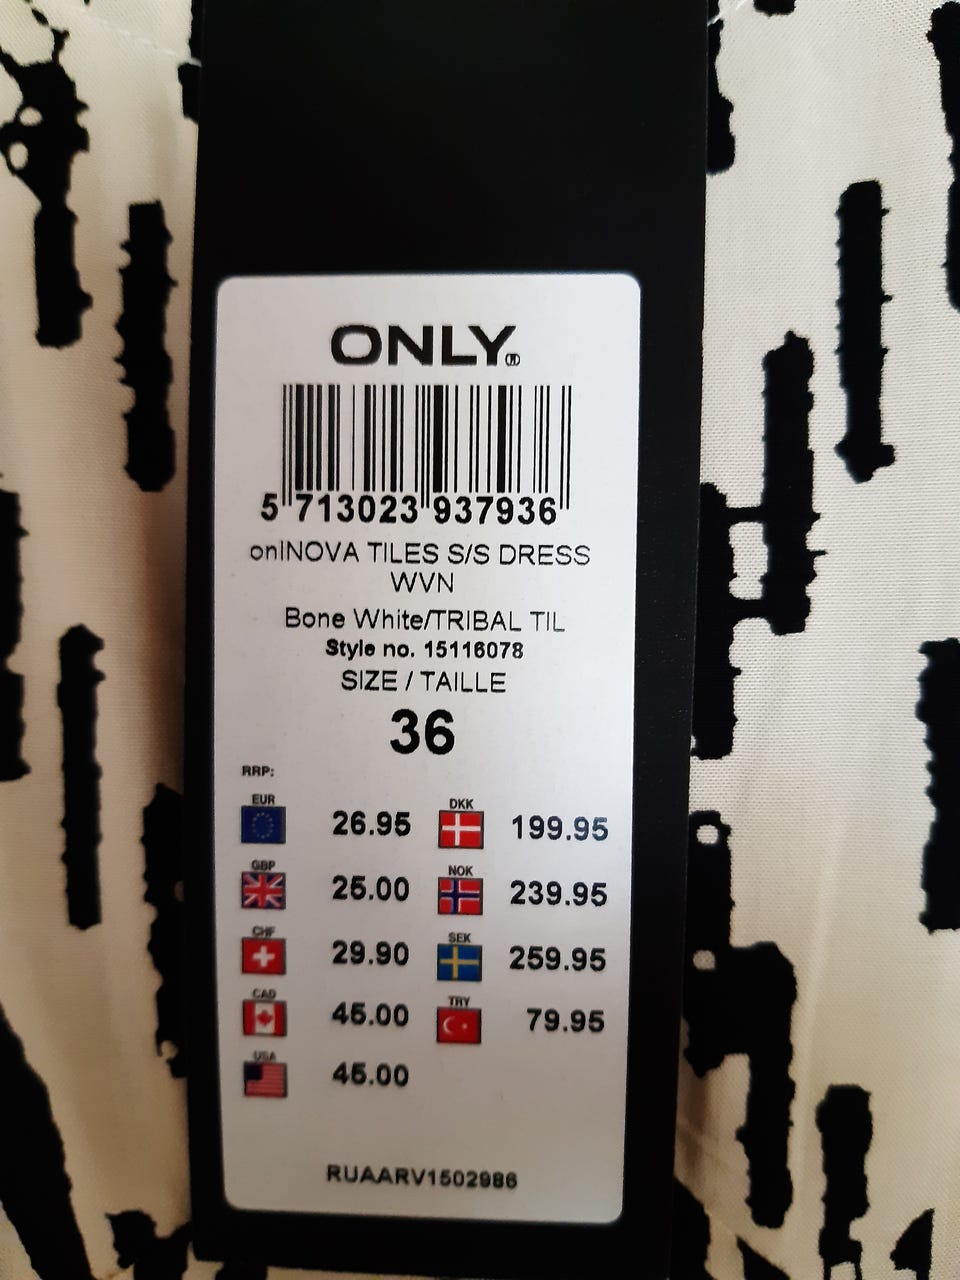 ONLY®
5 713023 937936
onlNOVA TILES S/S DRESS
WVN
Bone White/TRIBAL TIL
Style no. 15116078
SIZE / TAILLE
36
RRP:
EUR 26.95 DKK 199.95
GBP 25.00 NOK 239.95
CHF 29.90 SEK 259.95
CAD 45.00 TRY 79.95
USA 45.00
RUAARV1502986